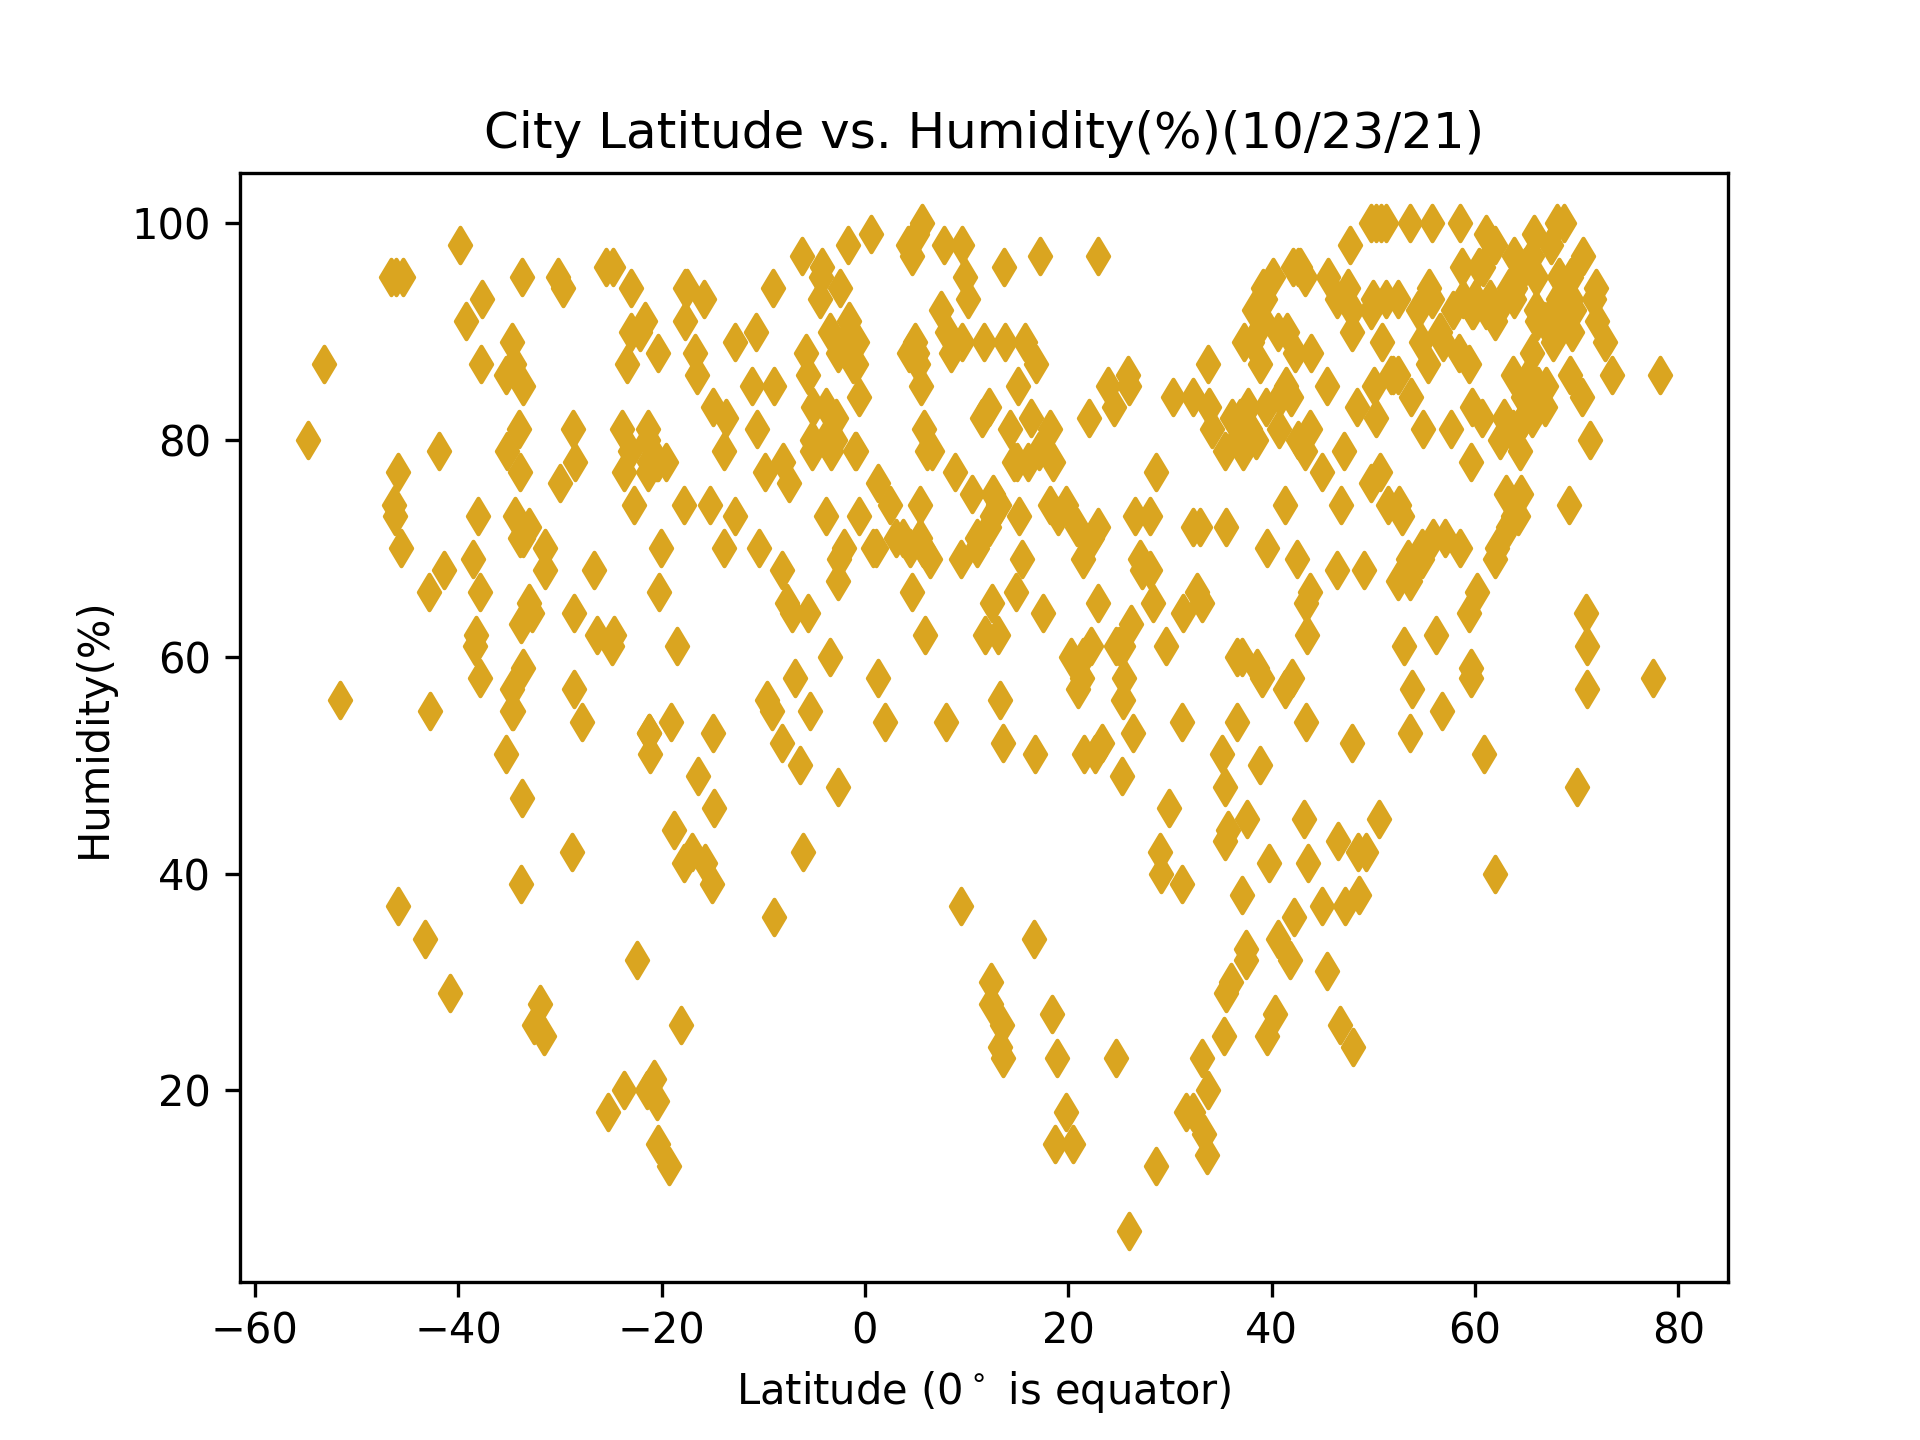 City Latitude vs. Humidity(%)(10/23/21)
100
80
60
40
20
Humidity(%)
−60 −40 −20 0 20 40 60 80
Latitude (0° is equator)